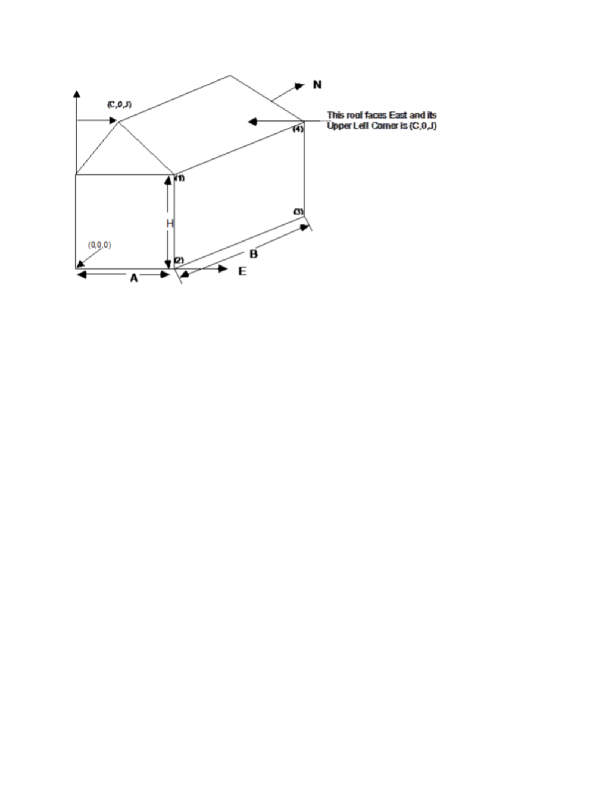 N
(C,0,J)
This roof faces East and its
Upper Left Corner is (C,0,J)
(4)
(1)
(3)
H
(0,0,0)
B
(2)
E
A